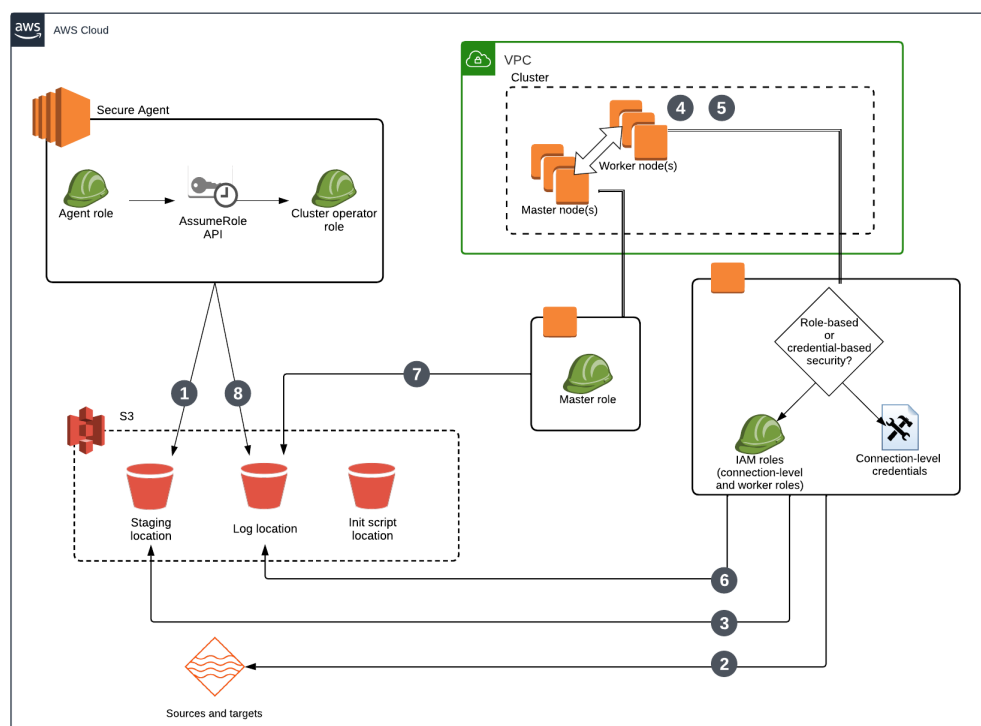 aws
AWS Cloud
VPC
Cluster
4
5
Worker node(s)
Master node(s)
Secure Agent
Agent role
AssumeRole
API
Cluster operator
role
Role-based
or
credential-based
security?
Master role
IAM roles
(connection-level
and worker roles)
Connection-level
credentials
7
1
8
S3
Staging
location
Log location
Init script
location
6
3
2
Sources and targets